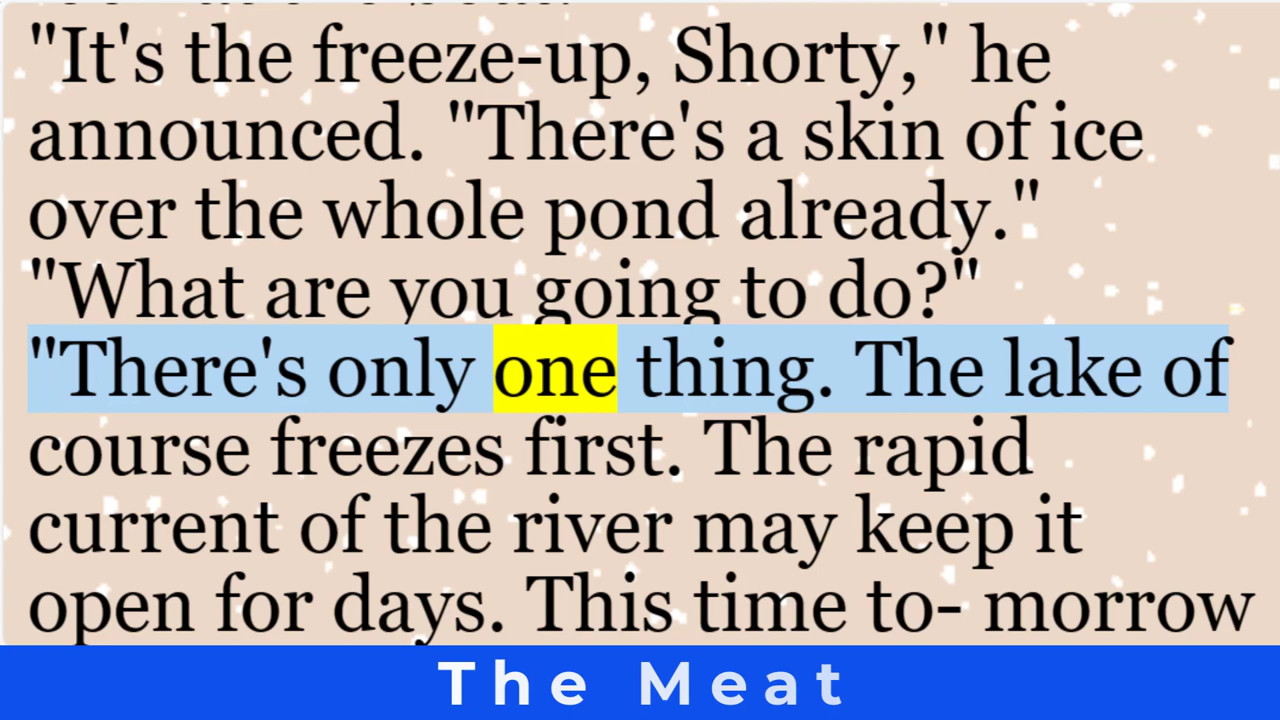 "It's the freeze-up, Shorty," he
announced. "There's a skin of ice
over the whole pond already."
"What are you going to do?"
"There's only one thing. The lake of
course freezes first. The rapid
current of the river may keep it
open for days. This time to- morrow
The Meat